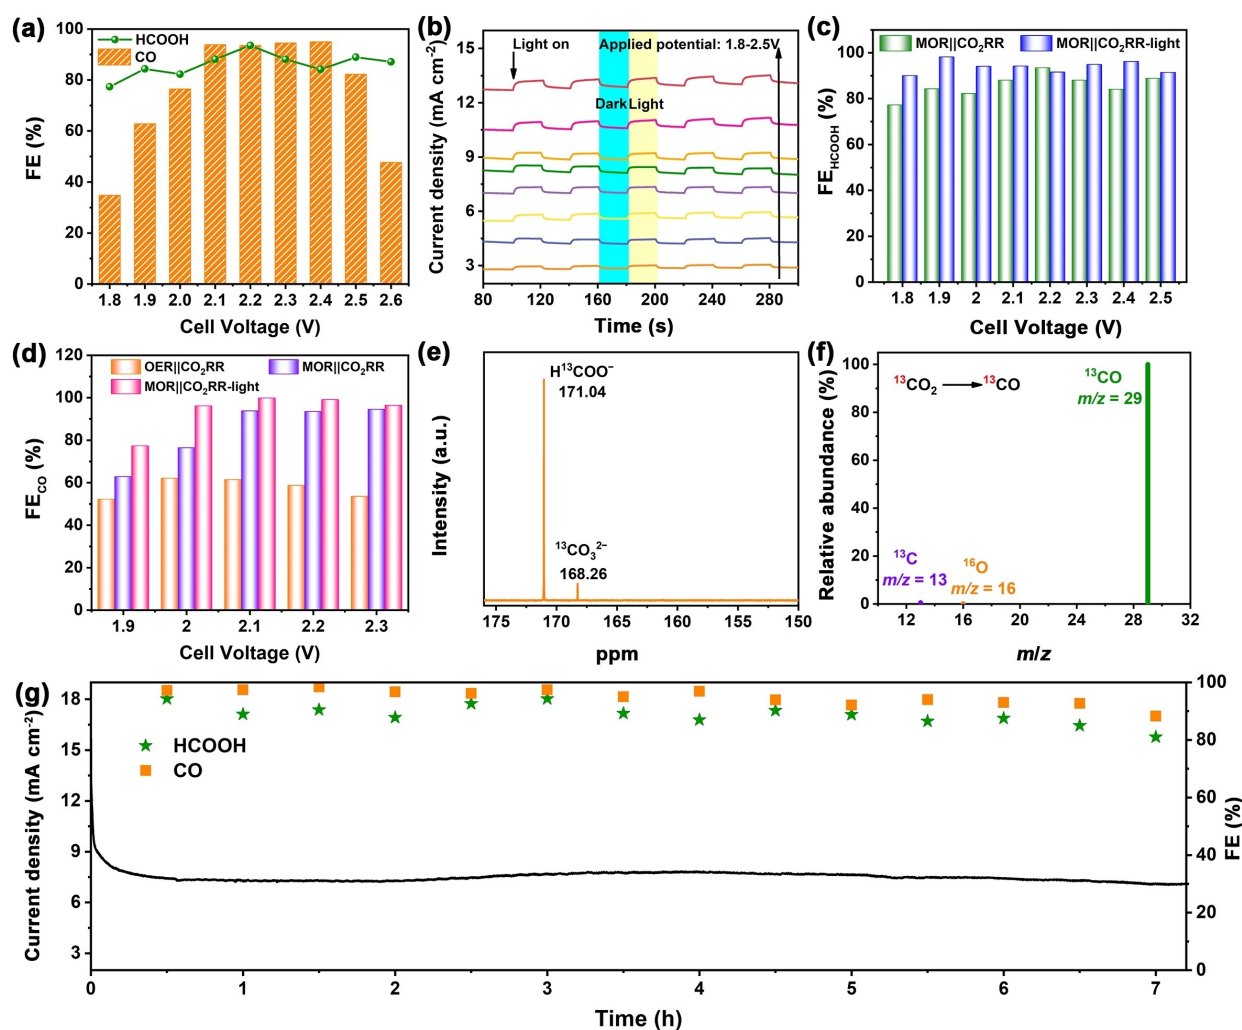 (a)
HCOOH
CO
FE (%)
100
80
60
40
20
0
1.8 1.9 2.0 2.1 2.2 2.3 2.4 2.5 2.6
Cell Voltage (V)
(b)
Light on
Applied potential: 1.8-2.5V
Dark Light
Current density (mA cm⁻²)
15
12
9
6
3
80 120 160 200 240 280
Time (s)
(c)
MOR||CO₂RR MOR||CO₂RR-light
FE_HCOOH (%)
100
80
60
40
20
0
1.8 1.9 2 2.1 2.2 2.3 2.4 2.5
Cell Voltage (V)
(d)
OER||CO₂RR MOR||CO₂RR
MOR||CO₂RR-light
FE_CO (%)
120
100
80
60
40
20
0
1.9 2 2.1 2.2 2.3
Cell Voltage (V)
(e)
H¹³COO⁻
171.04
¹³CO₃²⁻
168.26
Intensity (a.u.)
175 170 165 160 155 150
ppm
(f)
¹³CO₂ → ¹³CO
¹³CO
m/z = 29
¹³C
m/z = 13
¹⁶O
m/z = 16
Relative abundance (%)
100
80
60
40
20
0
12 16 20 24 28 32
m/z
(g)
HCOOH
CO
Current density (mA cm⁻²)
18
15
12
9
6
3
FE (%)
100
80
60
40
20
0
0 1 2 3 4 5 6 7
Time (h)